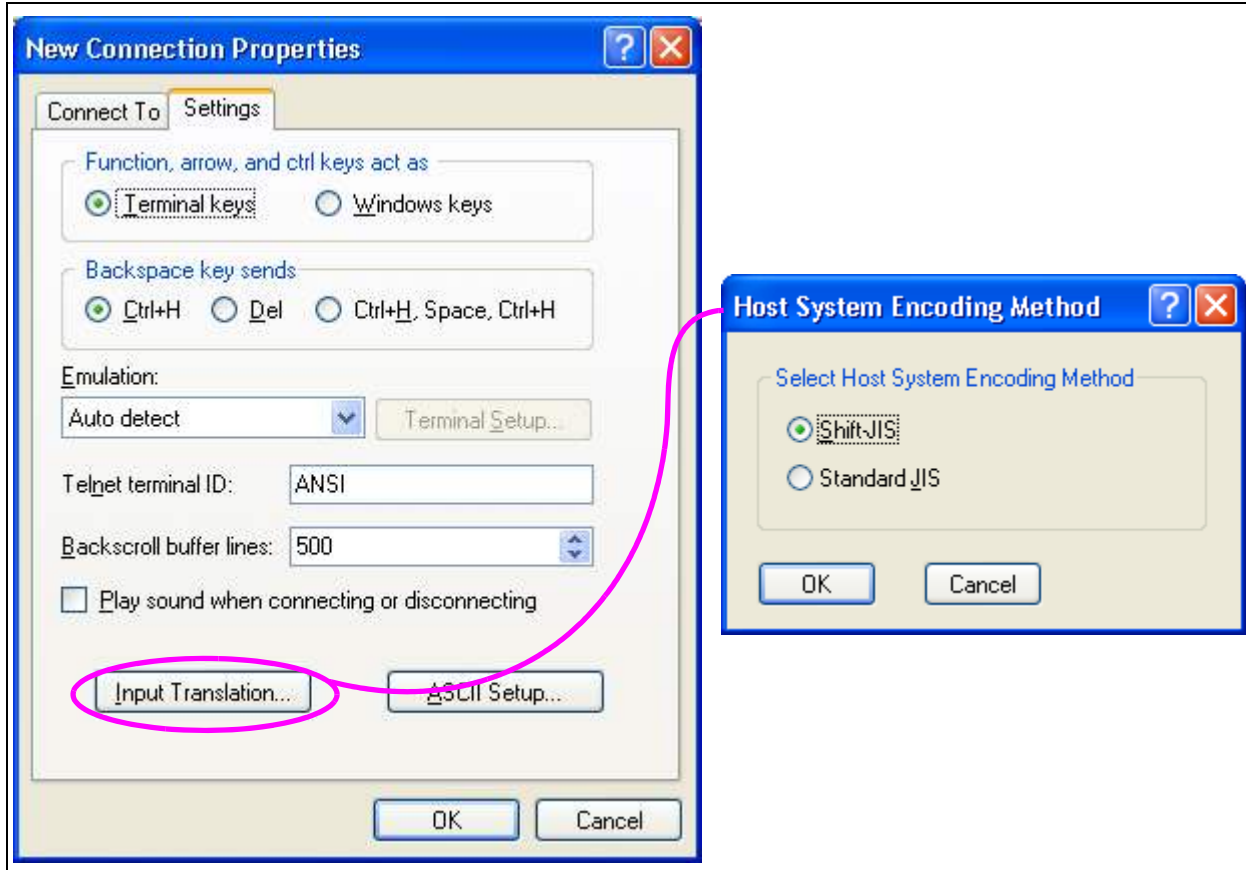 New Connection Properties
Connect To Settings
Function, arrow, and ctrl keys act as
Terminal keys Windows keys
Backspace key sends
Ctrl+H Del Ctrl+H, Space, Ctrl+H
Emulation:
Auto detect Terminal Setup...
Telnet terminal ID: ANSI
Backscroll buffer lines: 500
Play sound when connecting or disconnecting
Input Translation... ASCII Setup...
OK Cancel
Host System Encoding Method
Select Host System Encoding Method
Shift-JIS
Standard JIS
OK Cancel